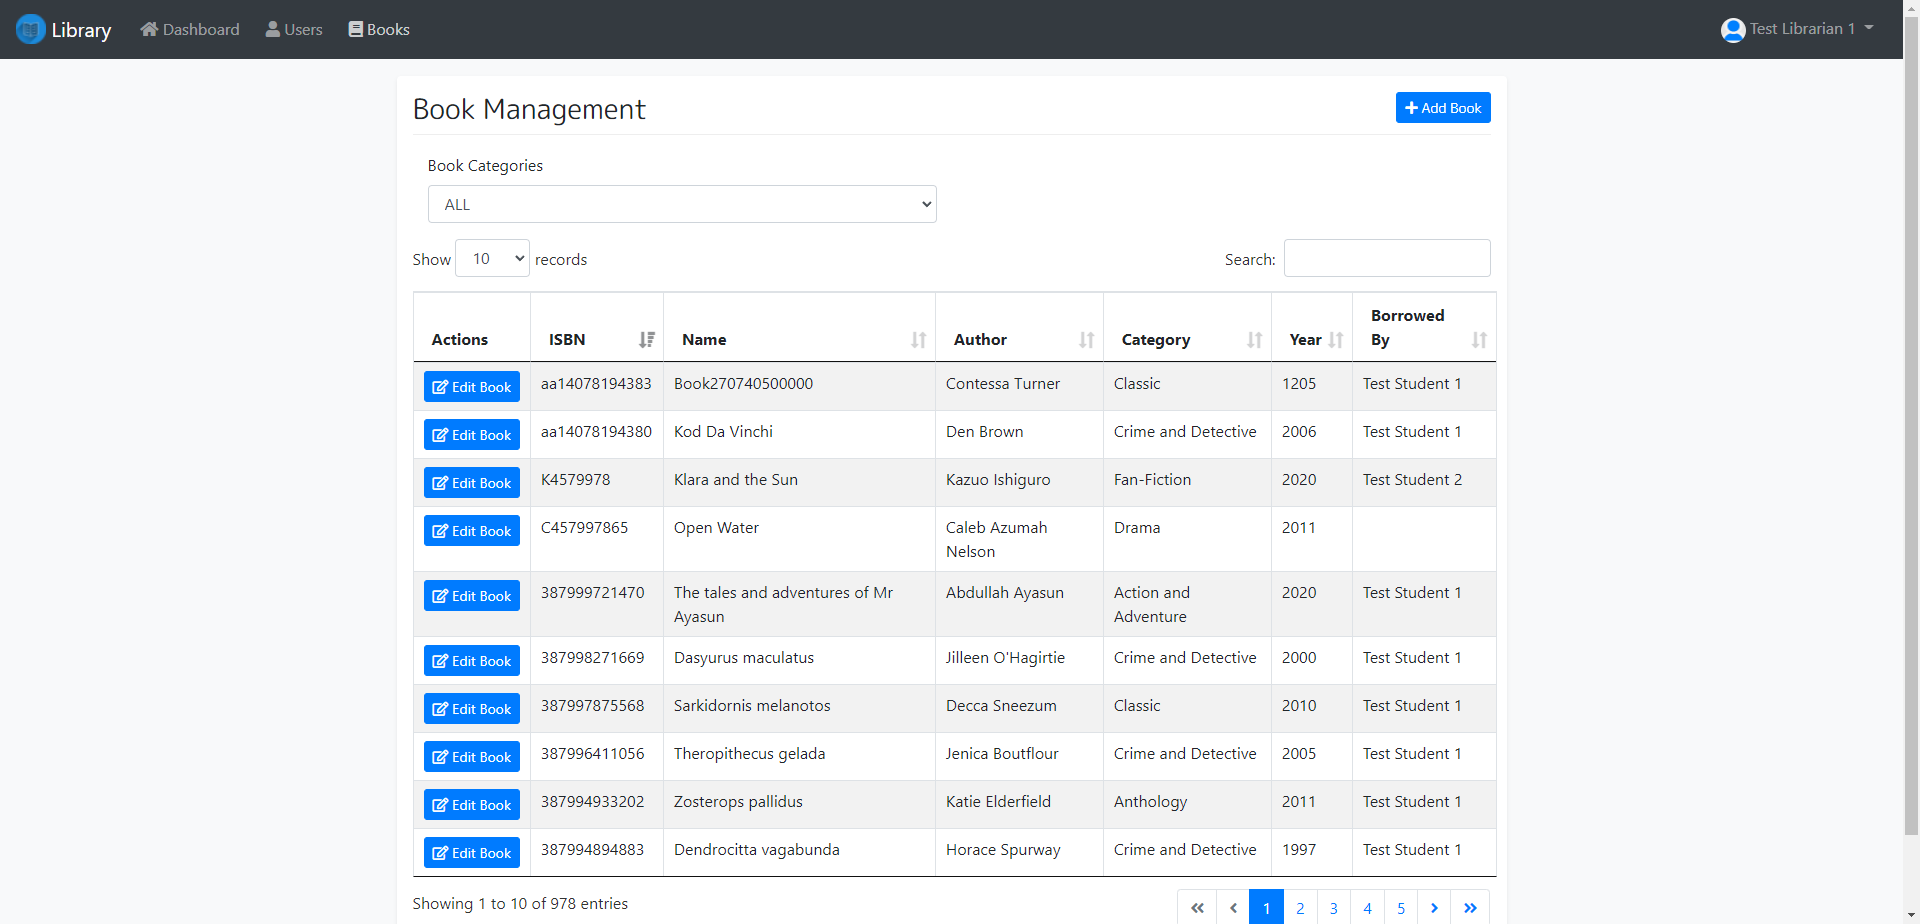 Library Dashboard Users Books Test Librarian 1
Book Management Add Book
Book Categories
ALL
Show 10 records Search:
Actions ISBN Name Author Category Year Borrowed By
Edit Book aa14078194383 Book270740500000 Contessa Turner Classic 1205 Test Student 1
Edit Book aa14078194380 Kod Da Vinchi Den Brown Crime and Detective 2006 Test Student 1
Edit Book K4579978 Klara and the Sun Kazuo Ishiguro Fan-Fiction 2020 Test Student 2
Edit Book C457997865 Open Water Caleb Azumah Nelson Drama 2011
Edit Book 387999721470 The tales and adventures of Mr Ayasun Abdullah Ayasun Action and Adventure 2020 Test Student 1
Edit Book 387998271669 Dasyurus maculatus Jilleen O'Hagirtie Crime and Detective 2000 Test Student 1
Edit Book 387997875568 Sarkidornis melanotos Decca Sneezum Classic 2010 Test Student 1
Edit Book 387996411056 Theropithecus gelada Jenica Boutflour Crime and Detective 2005 Test Student 1
Edit Book 387994933202 Zosterops pallidus Katie Elderfield Anthology 2011 Test Student 1
Edit Book 387994894883 Dendrocitta vagabunda Horace Spurway Crime and Detective 1997 Test Student 1
Showing 1 to 10 of 978 entries « ‹ 1 2 3 4 5 › »